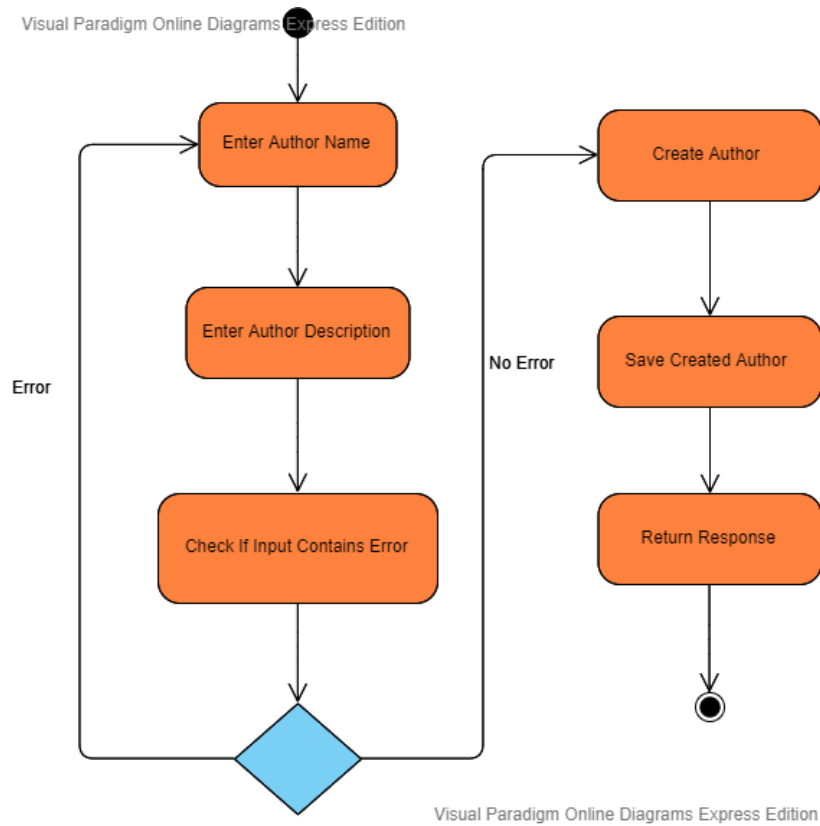 Visual Paradigm Online Diagrams Express Edition
Enter Author Name
Enter Author Description
Error
Check If Input Contains Error
No Error
Create Author
Save Created Author
Return Response
Visual Paradigm Online Diagrams Express Edition